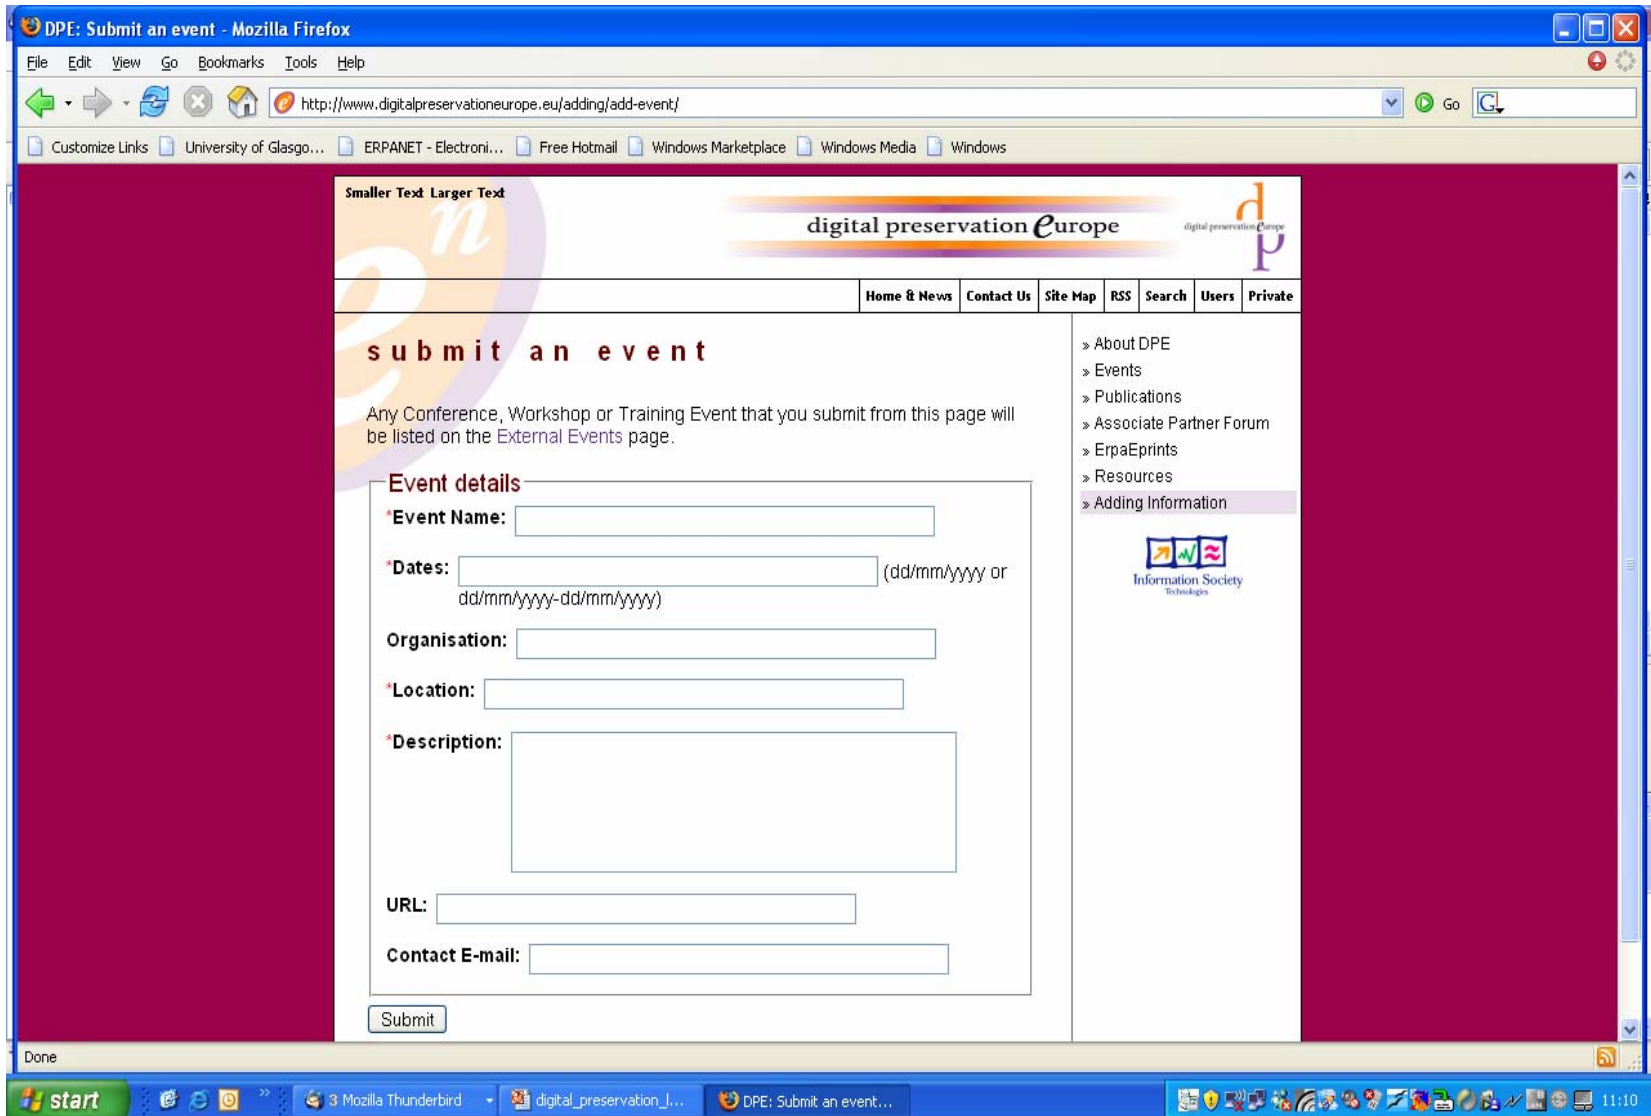 DPE: Submit an event - Mozilla Firefox
File Edit View Go Bookmarks Tools Help
http://www.digitalpreservationeurope.eu/adding/add-event/
Go
G
Customize Links University of Glasgo... ERPANET - Electroni... Free Hotmail Windows Marketplace Windows Media Windows
Smaller Text Larger Text
digital preservation europe
digital preservation europe
dp
Home & News Contact Us Site Map RSS Search Users Private
submit an event
Any Conference, Workshop or Training Event that you submit from this page will
be listed on the External Events page.
Event details
*Event Name:
*Dates: (dd/mm/yyyy or
dd/mm/yyyy-dd/mm/yyyy)
Organisation:
*Location:
*Description:
URL:
Contact E-mail:
Submit
» About DPE
» Events
» Publications
» Associate Partner Forum
» ErpaEprints
» Resources
» Adding Information
Information Society
Technologies
Done
start 3 Mozilla Thunderbird digital_preservation_l... DPE: Submit an event... 11:10